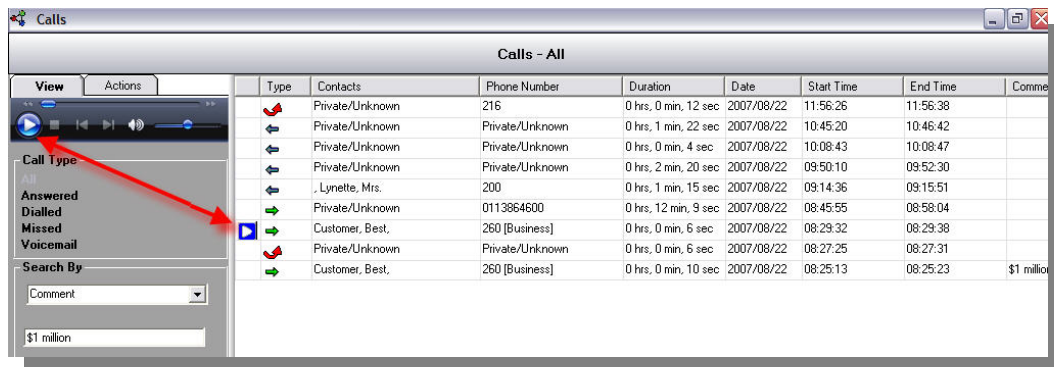 Calls
Calls - All
View Actions
Call Type
All
Answered
Dialled
Missed
Voicemail
Search By
Comment
$1 million
Type Contacts Phone Number Duration Date Start Time End Time Comme
Private/Unknown 216 0 hrs, 0 min, 12 sec 2007/08/22 11:56:26 11:56:38
Private/Unknown Private/Unknown 0 hrs, 1 min, 22 sec 2007/08/22 10:45:20 10:46:42
Private/Unknown Private/Unknown 0 hrs, 0 min, 4 sec 2007/08/22 10:08:43 10:08:47
Private/Unknown Private/Unknown 0 hrs, 2 min, 20 sec 2007/08/22 09:50:10 09:52:30
, Lynette, Mrs. 200 0 hrs, 1 min, 15 sec 2007/08/22 09:14:36 09:15:51
Private/Unknown 0113864600 0 hrs, 12 min, 9 sec 2007/08/22 08:45:55 08:58:04
Customer, Best, 260 [Business] 0 hrs, 0 min, 6 sec 2007/08/22 08:29:32 08:29:38
Private/Unknown Private/Unknown 0 hrs, 0 min, 6 sec 2007/08/22 08:27:25 08:27:31
Customer, Best, 260 [Business] 0 hrs, 0 min, 10 sec 2007/08/22 08:25:13 08:25:23 $1 million